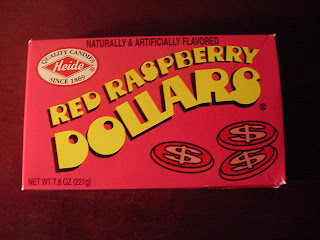 NATURALLY & ARTIFICIALLY FLAVORED
QUALITY CANDIES
Heide
SINCE 1869
RED RASPBERRY
DOLLARS®
$
$
$
NET WT 7.8 OZ (221g)